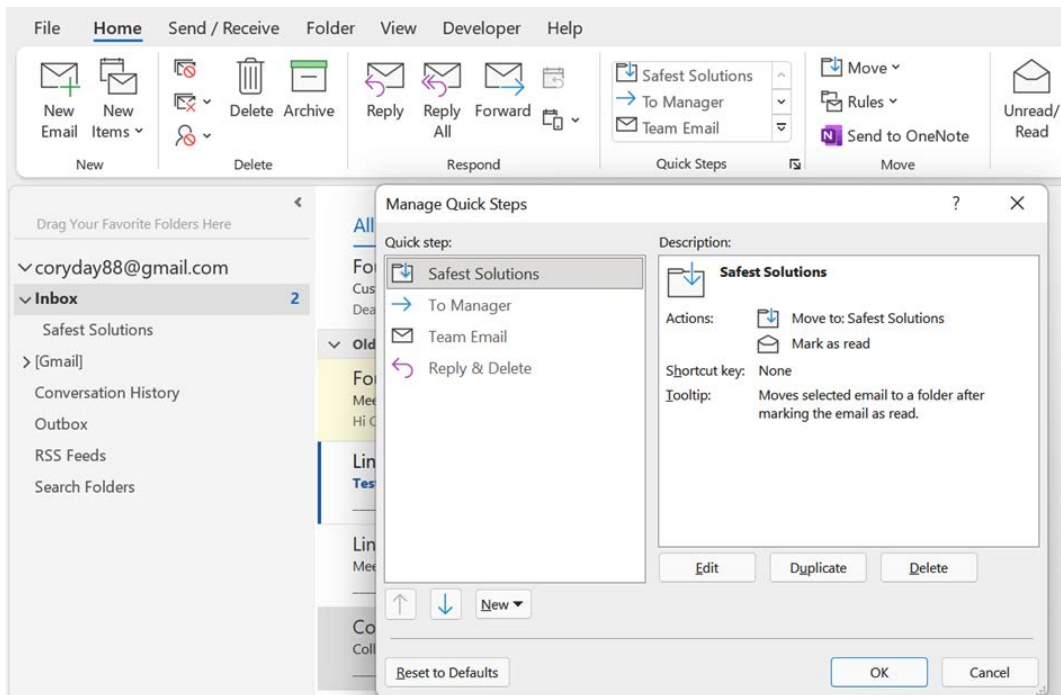 File Home Send / Receive Folder View Developer Help
New Email
New Items
Delete
Archive
Delete
Reply
Reply All
Forward
Respond
Safest Solutions
To Manager
Team Email
Quick Steps
Move
Rules
Send to OneNote
Move
Unread/ Read
Drag Your Favorite Folders Here
coryday88@gmail.com
Inbox 2
Safest Solutions
[Gmail]
Conversation History
Outbox
RSS Feeds
Search Folders
All
Manage Quick Steps ?
Quick step:
Safest Solutions
To Manager
Team Email
Reply & Delete
New
Reset to Defaults
Description:
Safest Solutions
Actions: Move to: Safest Solutions
Mark as read
Shortcut key: None
Tooltip: Moves selected email to a folder after
marking the email as read.
Edit Duplicate Delete
OK Cancel